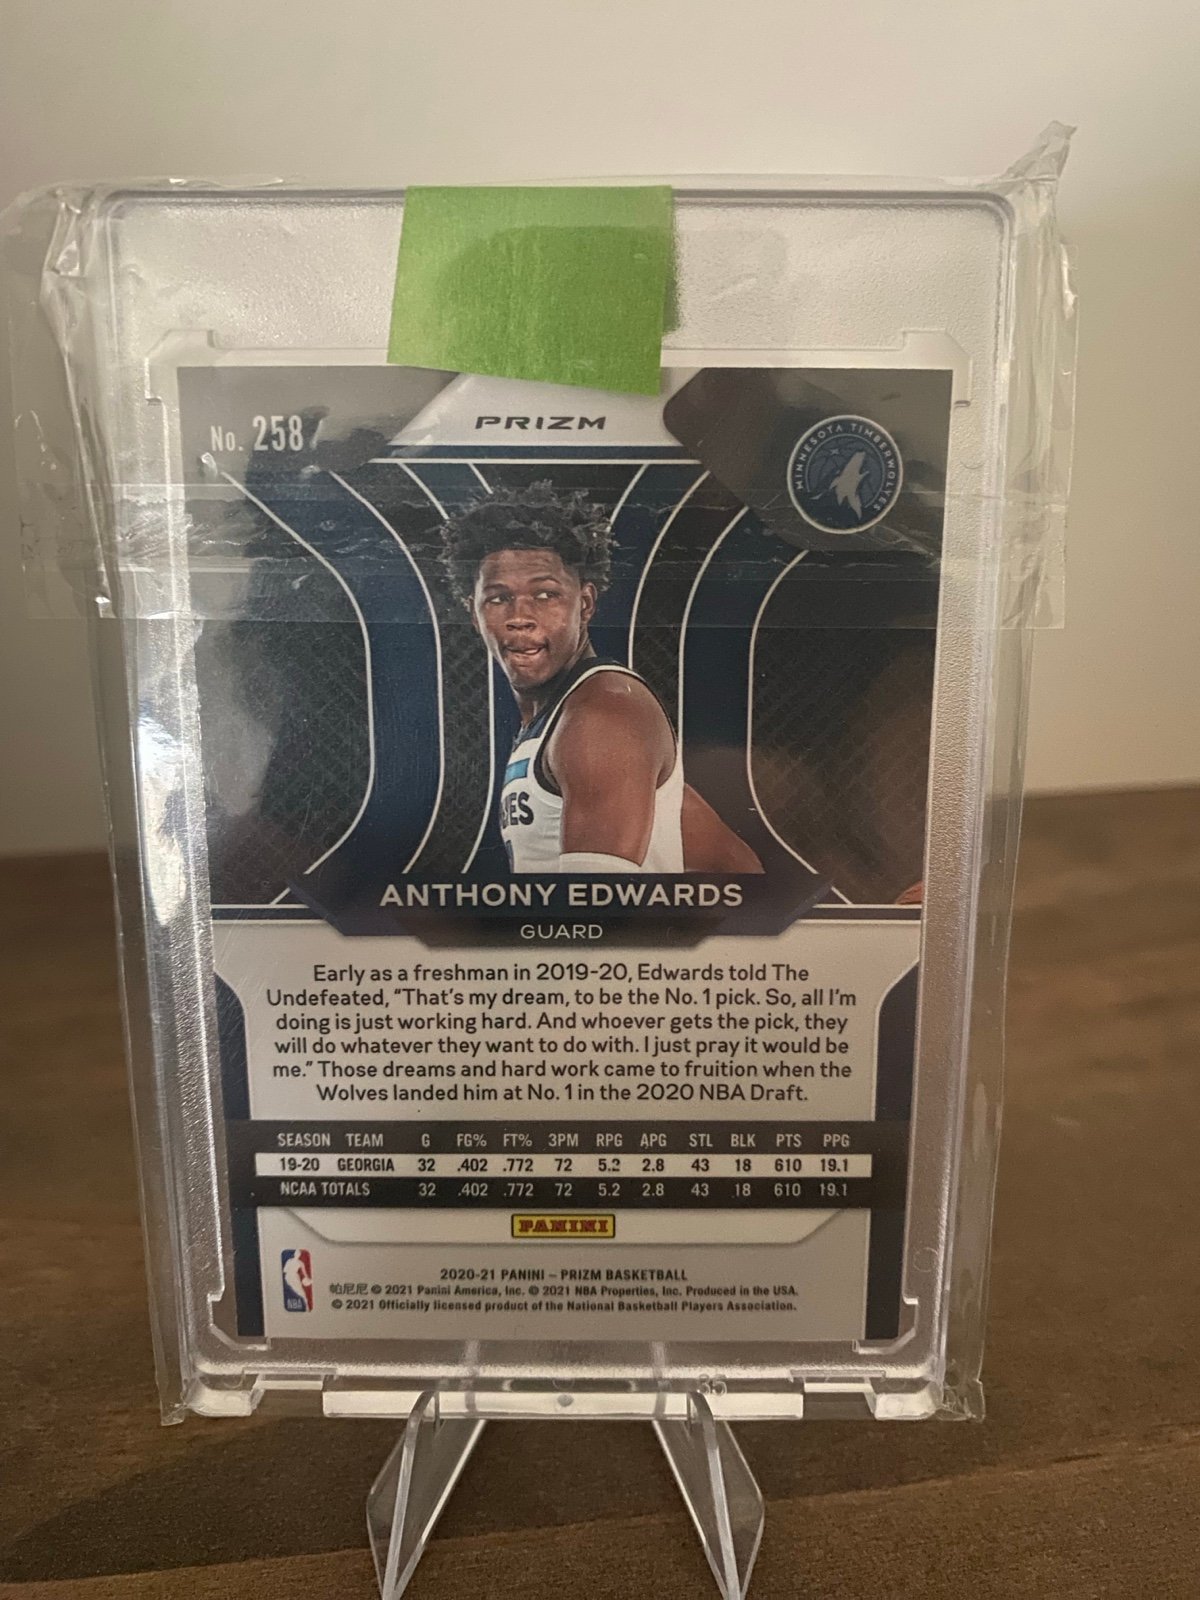 No. 258
PRIZM
MINNESOTA TIMBERWOLVES
VES
ANTHONY EDWARDS
GUARD
Early as a freshman in 2019-20, Edwards told The
Undefeated, "That's my dream, to be the No. 1 pick. So, all I'm
doing is just working hard. And whoever gets the pick, they
will do whatever they want to do with. I just pray it would be
me." Those dreams and hard work came to fruition when the
Wolves landed him at No. 1 in the 2020 NBA Draft.
SEASON TEAM G FG% FT% 3PM RPG APG STL BLK PTS PPG
19-20 GEORGIA 32 .402 .772 72 5.2 2.8 43 18 610 19.1
NCAA TOTALS 32 .402 .772 72 5.2 2.8 43 18 610 19.1
PANINI
NBA
2020-21 PANINI – PRIZM BASKETBALL
帕尼尼 © 2021 Panini America, Inc. © 2021 NBA Properties, Inc. Produced in the USA.
© 2021 Officially licensed product of the National Basketball Players Association.
35